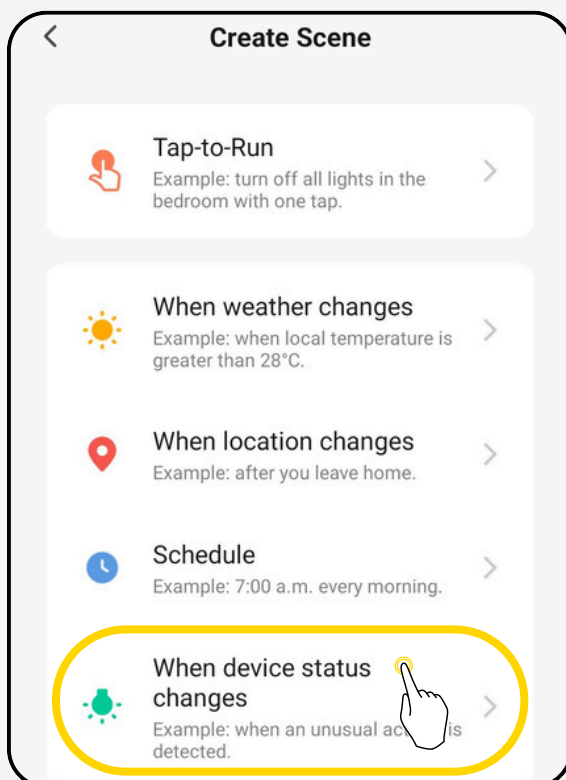 Create Scene
Tap-to-Run
Example: turn off all lights in the
bedroom with one tap.
When weather changes
Example: when local temperature is
greater than 28°C.
When location changes
Example: after you leave home.
Schedule
Example: 7:00 a.m. every morning.
When device status
changes
Example: when an unusual is
detected.